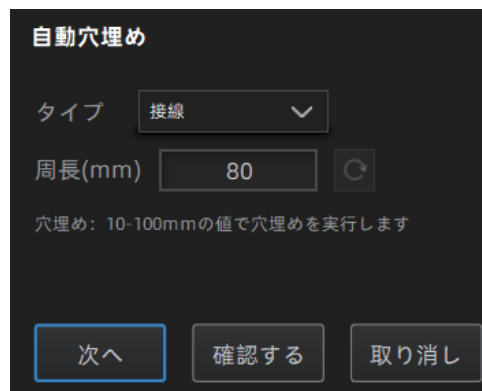 自動穴埋め
タイプ 接線
周長(mm) 80
穴埋め: 10-100mmの値で穴埋めを実行します
次へ 確認する 取り消し